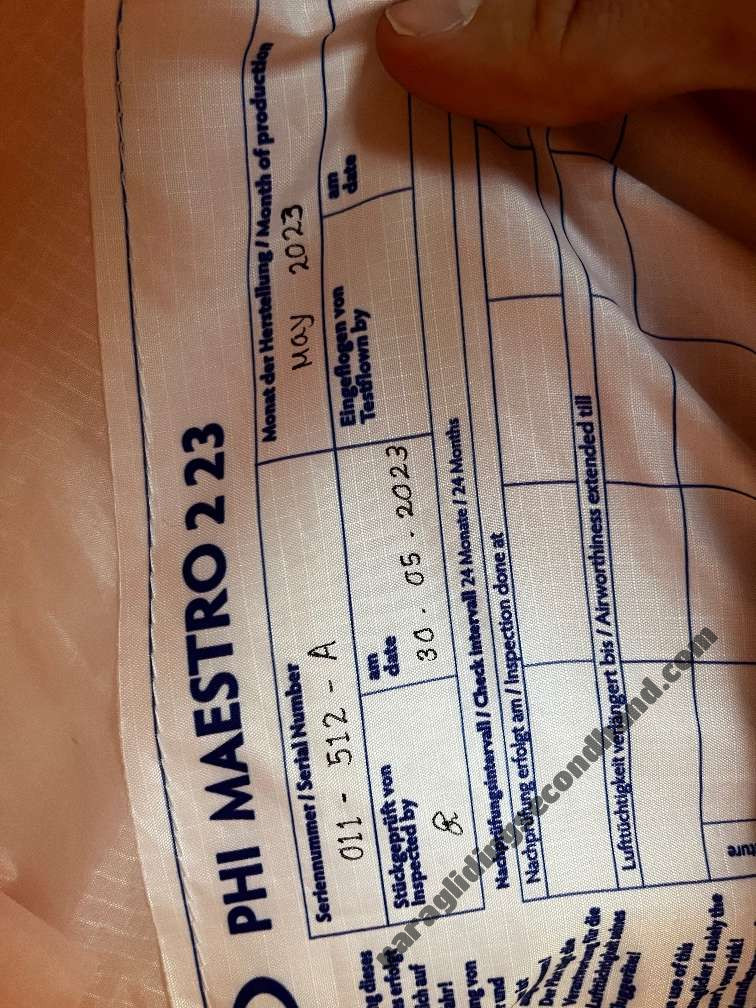 PHI MAESTRO 2 23
Seriennummer / Serial Number
011 - 512 - A
Monat der Herstellung / Month of production
May 2023
Stückgeprüft von
Inspected by
am
date
30 . 05 . 2023
Eingeflogen von
Testflown by
am
date
Nachprüfungsintervall / Check Intervall 24 Monate / 24 Months
Nachprüfung erfolgt am / Inspection done at
Lufttüchtigkeit verlängert bis / Airworthiness extended till
paraglidingsecondhand.com